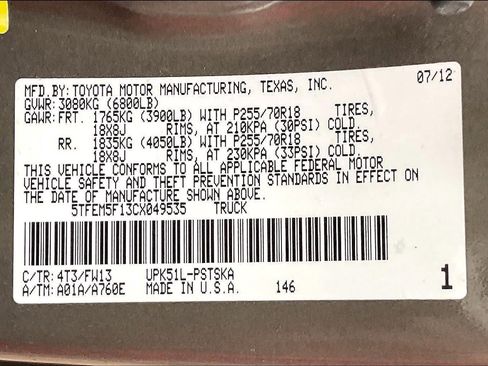 MFD.BY:TOYOTA MOTOR MANUFACTURING, TEXAS, INC. 07/12
GVWR:3080KG (6800LB)
GAWR:FRT. 1765KG (3900LB) WITH P255/70R18 TIRES,
18X8J RIMS, AT 210KPA (30PSI) COLD.
RR. 1835KG (4050LB) WITH P255/70R18 TIRES,
18X8J RIMS, AT 230KPA (33PSI) COLD.
THIS VEHICLE CONFORMS TO ALL APPLICABLE FEDERAL MOTOR
VEHICLE SAFETY AND THEFT PREVENTION STANDARDS IN EFFECT ON
THE DATE OF MANUFACTURE SHOWN ABOVE.
5TFEM5F13CX049535 TRUCK
C/TR:4T3/FW13 UPK51L-PSTSKA
A/TM:A01A/A760E MADE IN U.S.A. 146 1